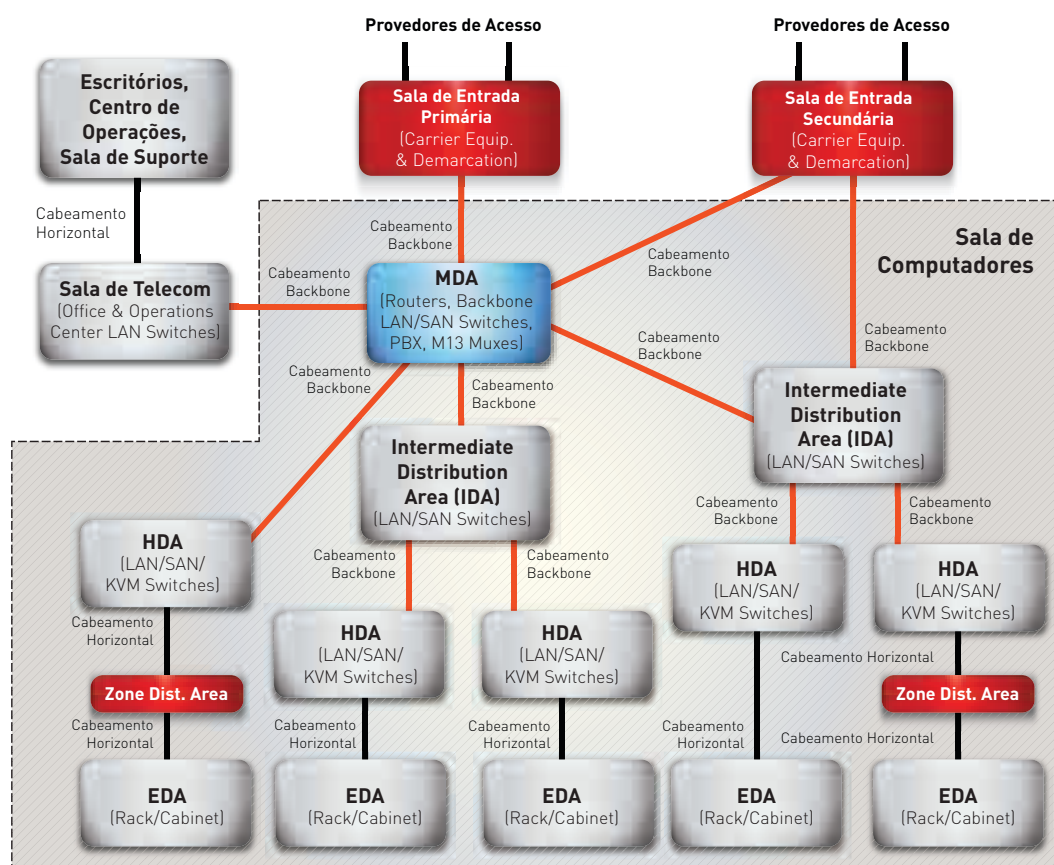 Provedores de Acesso
Provedores de Acesso
Escritórios,
Centro de
Operações,
Sala de Suporte
Sala de Entrada
Primária
(Carrier Equip.
& Demarcation)
Sala de Entrada
Secundária
(Carrier Equip.
& Demarcation)
Cabeamento
Horizontal
Cabeamento
Backbone
Sala de
Computadores
Cabeamento
Backbone
Cabeamento
Backbone
Sala de Telecom
(Office & Operations
Center LAN Switches)
MDA
(Routers, Backbone
LAN/SAN Switches,
PBX, M13 Muxes)
Cabeamento
Backbone
Cabeamento
Backbone
Cabeamento
Backbone
Cabeamento
Backbone
Intermediate
Distribution
Area (IDA)
(LAN/SAN Switches)
Intermediate
Distribution
Area (IDA)
(LAN/SAN Switches)
Cabeamento
Backbone
Cabeamento
Backbone
Cabeamento
Backbone
Cabeamento
Backbone
HDA
(LAN/SAN/
KVM Switches)
HDA
(LAN/SAN/
KVM Switches)
HDA
(LAN/SAN/
KVM Switches)
HDA
(LAN/SAN/
KVM Switches)
HDA
(LAN/SAN/
KVM Switches)
Cabeamento
Horizontal
Cabeamento Horizontal
Zone Dist. Area
Zone Dist. Area
Cabeamento
Horizontal
Cabeamento
Horizontal
Cabeamento
Horizontal
Cabeamento
Horizontal
Cabeamento Horizontal
EDA
(Rack/Cabinet)
EDA
(Rack/Cabinet)
EDA
(Rack/Cabinet)
EDA
(Rack/Cabinet)
EDA
(Rack/Cabinet)